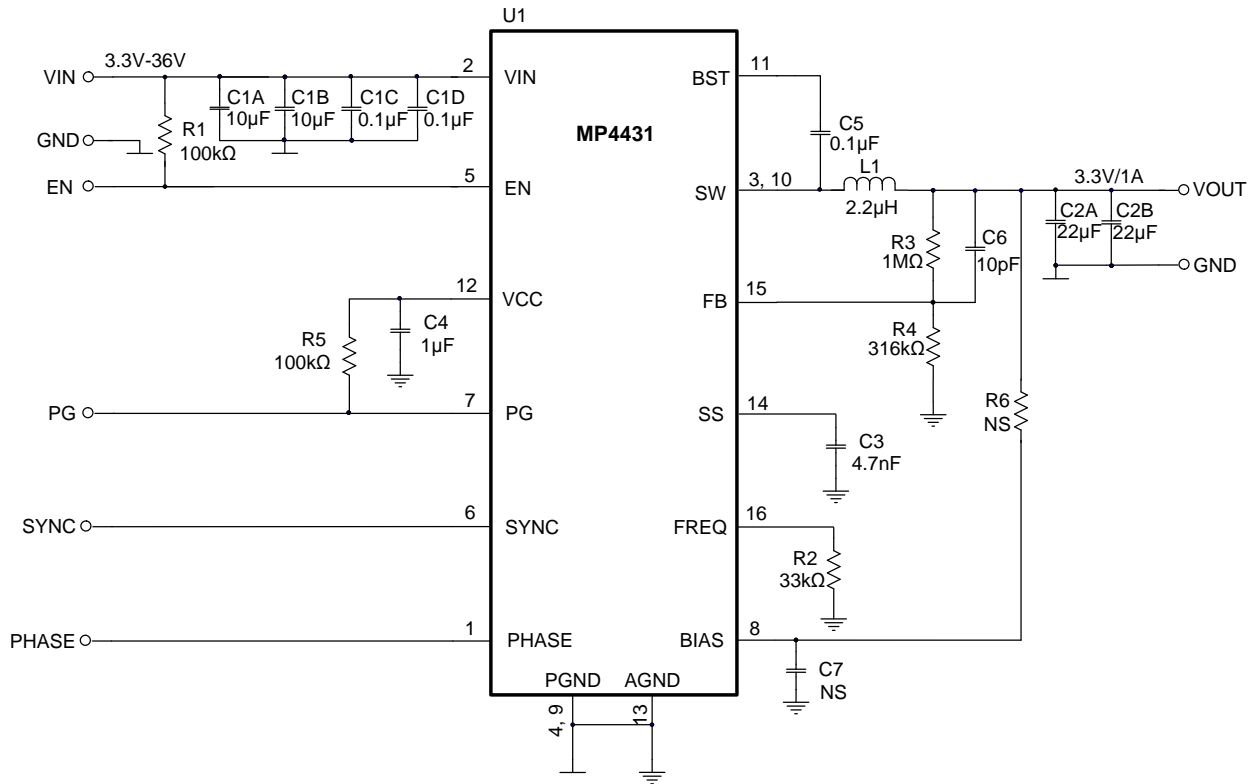 U1
3.3V-36V
VIN
2
VIN
C1A
10µF
C1B
10µF
C1C
0.1µF
C1D
0.1µF
R1
100kΩ
GND
EN
5
EN
MP4431
BST
11
C5
0.1µF
L1
2.2µH
SW
3, 10
3.3V/1A
VOUT
C2A
22µF
C2B
22µF
GND
R3
1MΩ
C6
10pF
12
VCC
C4
1µF
R5
100kΩ
FB
15
R4
316kΩ
PG
7
PG
SS
14
C3
4.7nF
R6
NS
SYNC
6
SYNC
FREQ
16
R2
33kΩ
PHASE
1
PHASE
BIAS
8
C7
NS
PGND
AGND
4, 9
13